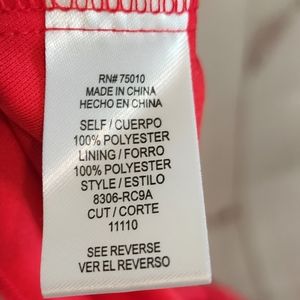 RN# 75010
MADE IN CHINA
HECHO EN CHINA
SELF / CUERPO
100% POLYESTER
LINING / FORRO
100% POLYESTER
STYLE / ESTILO
8306-RC9A
CUT / CORTE
11110
SEE REVERSE
VER EL REVERSO